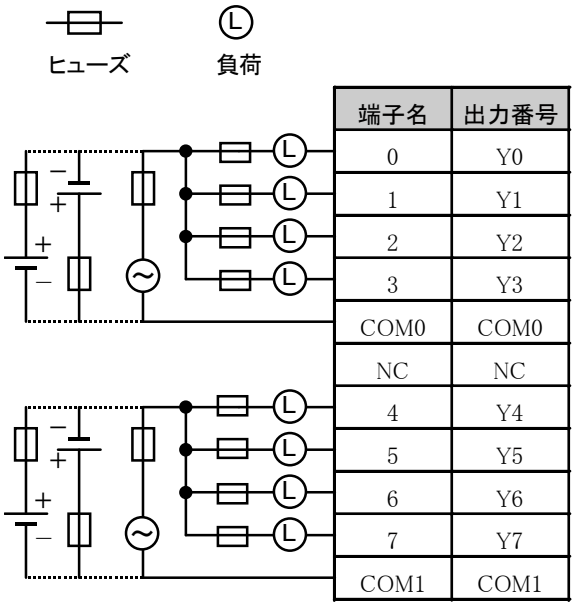 L
ヒューズ 負荷
端子名 出力番号
L 0 Y0
− + L 1 Y1
+ − L 2 Y2
L 3 Y3
COM0 COM0
NC NC
L 4 Y4
− + L 5 Y5
+ − L 6 Y6
L 7 Y7
COM1 COM1